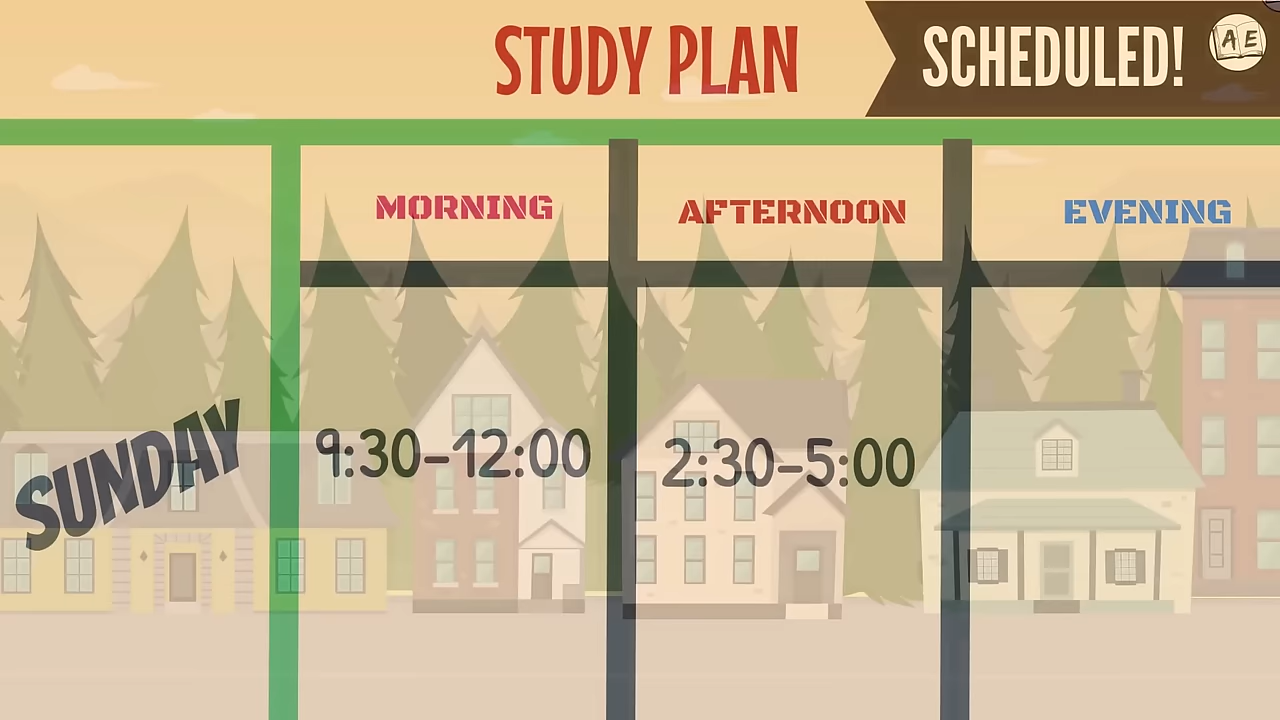 STUDY PLAN
SCHEDULED!
AE
MORNING
AFTERNOON
EVENING
SUNDAY
9:30-12:00
2:30-5:00